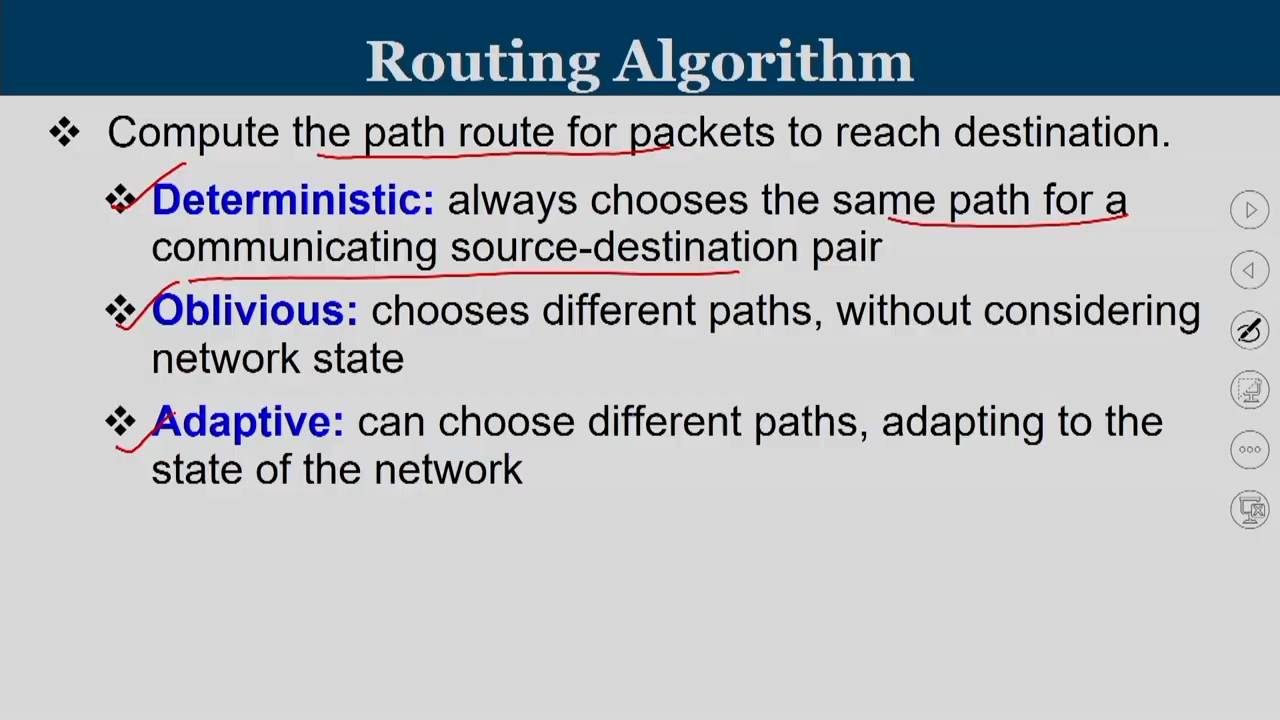 Routing Algorithm
❖ Compute the path route for packets to reach destination.
❖ Deterministic: always chooses the same path for a
communicating source-destination pair
❖ Oblivious: chooses different paths, without considering
network state
❖ Adaptive: can choose different paths, adapting to the
state of the network